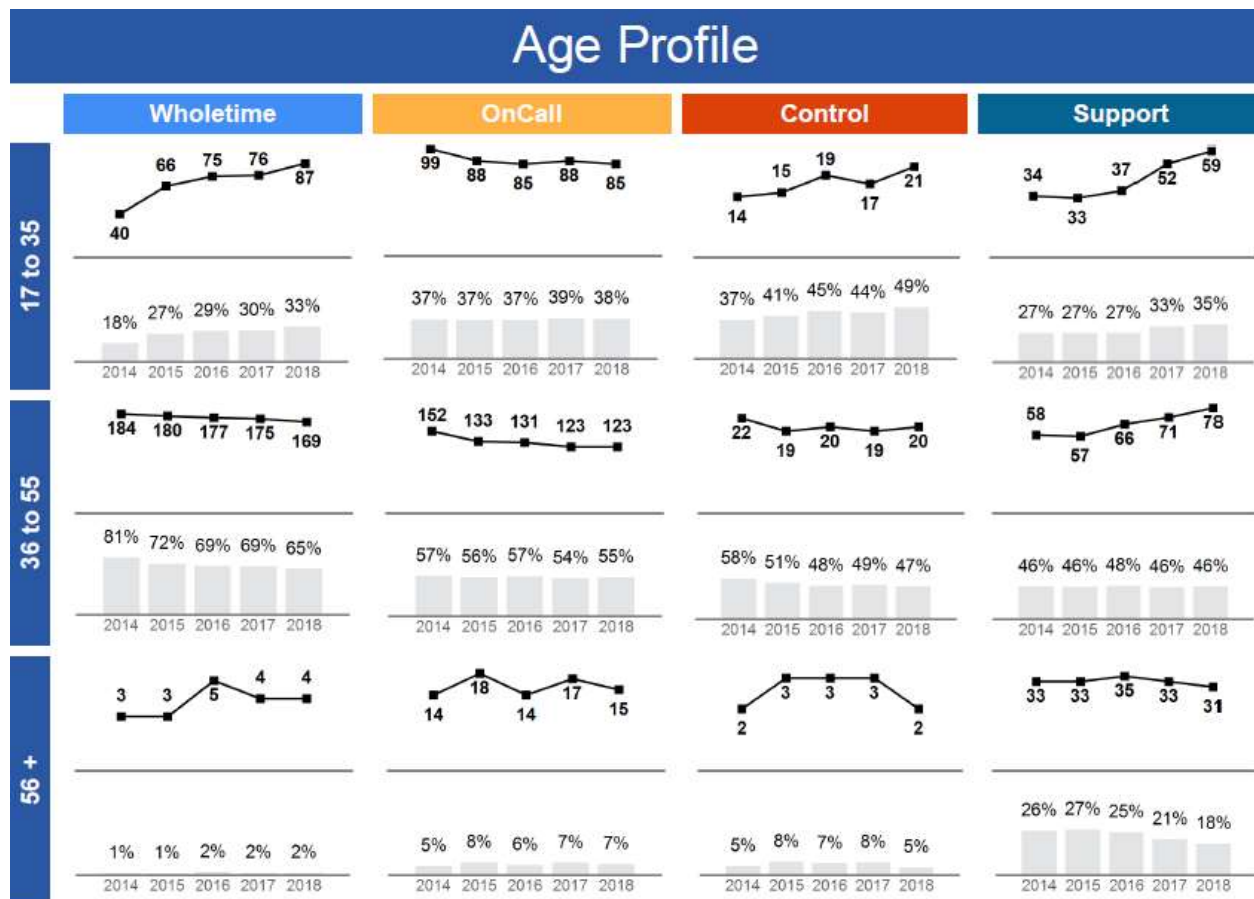 Age Profile
Wholetime OnCall Control Support
17 to 35
40 66 75 76 87
99 88 85 88 85
14 15 19 17 21
34 33 37 52 59
18% 27% 29% 30% 33%
37% 37% 37% 39% 38%
37% 41% 45% 44% 49%
27% 27% 27% 33% 35%
2014 2015 2016 2017 2018
2014 2015 2016 2017 2018
2014 2015 2016 2017 2018
2014 2015 2016 2017 2018
36 to 55
184 180 177 175 169
152 133 131 123 123
22 19 20 19 20
58 57 66 71 78
81% 72% 69% 69% 65%
57% 56% 57% 54% 55%
58% 51% 48% 49% 47%
46% 46% 48% 46% 46%
2014 2015 2016 2017 2018
2014 2015 2016 2017 2018
2014 2015 2016 2017 2018
2014 2015 2016 2017 2018
56 +
3 3 5 4 4
14 18 14 17 15
2 3 3 3 2
33 33 35 33 31
1% 1% 2% 2% 2%
5% 8% 6% 7% 7%
5% 8% 7% 8% 5%
26% 27% 25% 21% 18%
2014 2015 2016 2017 2018
2014 2015 2016 2017 2018
2014 2015 2016 2017 2018
2014 2015 2016 2017 2018